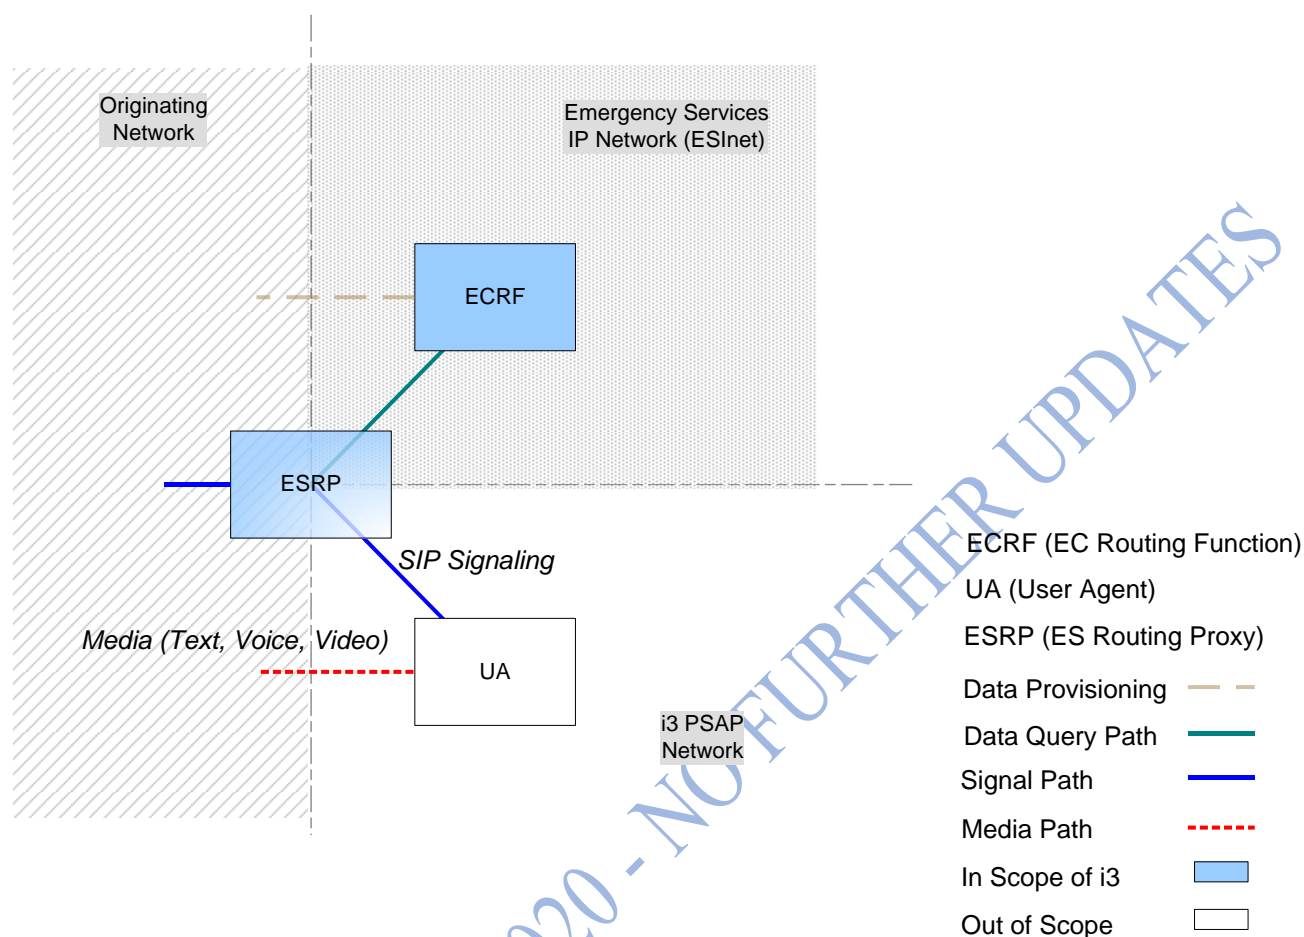 Originating
Network
Emergency Services
IP Network (ESInet)
ECRF
ESRP
SIP Signaling
Media (Text, Voice, Video)
UA
i3 PSAP
Network
ECRF (EC Routing Function)
UA (User Agent)
ESRP (ES Routing Proxy)
Data Provisioning
Data Query Path
Signal Path
Media Path
In Scope of i3
Out of Scope
020 - NO FURTHER UPDATES